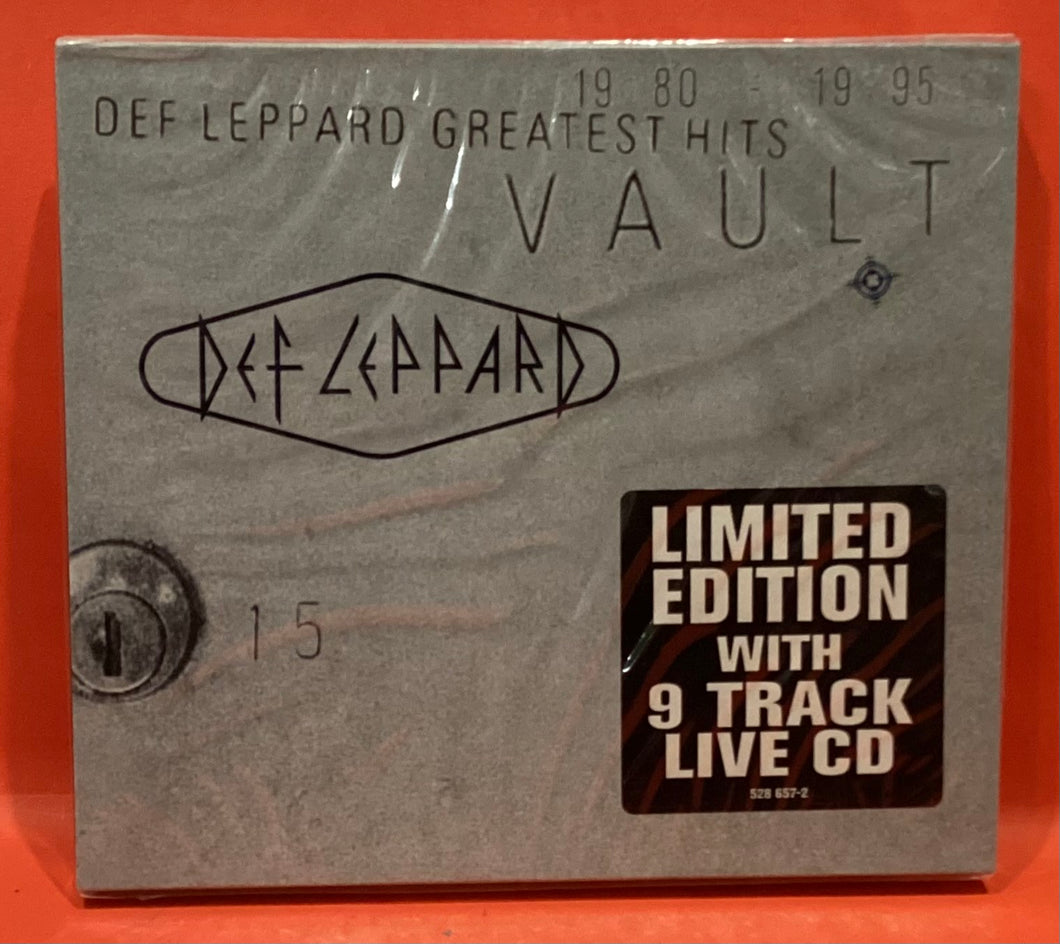 19 80 - 19 95
DEF LEPPARD GREATEST HITS
VAULT
DEF LEPPARD
15
LIMITED
EDITION
WITH
9 TRACK
LIVE CD
528 657-2